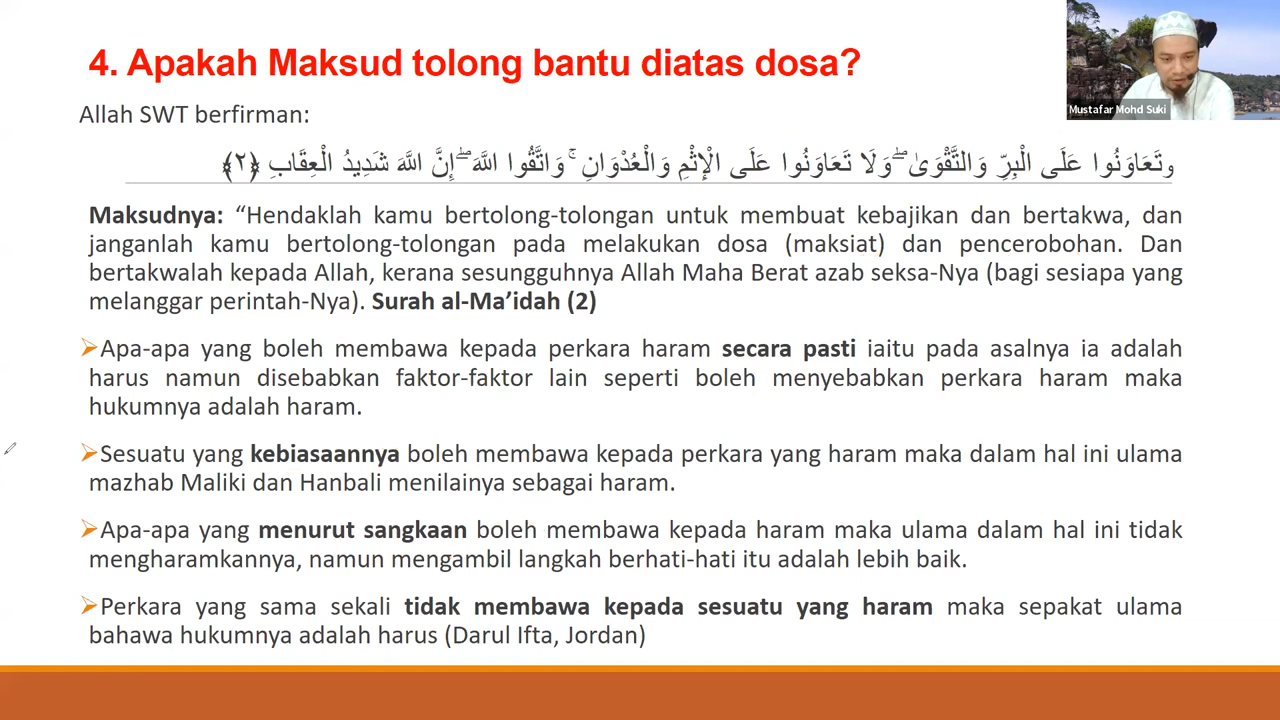 4. Apakah Maksud tolong bantu diatas dosa?
Mustafar Mohd Suki
Allah SWT berfirman:
وَتَعَاوَنُوا عَلَى الْبِرِّ وَالتَّقْوَىٰ ۖ وَلَا تَعَاوَنُوا عَلَى الْإِثْمِ وَالْعُدْوَانِ ۚ وَاتَّقُوا اللَّهَ ۖ إِنَّ اللَّهَ شَدِيدُ الْعِقَابِ ﴿٢﴾
Maksudnya: “Hendaklah kamu bertolong-tolongan untuk membuat kebajikan dan bertakwa, dan
janganlah kamu bertolong-tolongan pada melakukan dosa (maksiat) dan pencerobohan. Dan
bertakwalah kepada Allah, kerana sesungguhnya Allah Maha Berat azab seksa-Nya (bagi sesiapa yang
melanggar perintah-Nya). Surah al-Ma’idah (2)
Apa-apa yang boleh membawa kepada perkara haram secara pasti iaitu pada asalnya ia adalah
harus namun disebabkan faktor-faktor lain seperti boleh menyebabkan perkara haram maka
hukumnya adalah haram.
Sesuatu yang kebiasaannya boleh membawa kepada perkara yang haram maka dalam hal ini ulama
mazhab Maliki dan Hanbali menilainya sebagai haram.
Apa-apa yang menurut sangkaan boleh membawa kepada haram maka ulama dalam hal ini tidak
mengharamkannya, namun mengambil langkah berhati-hati itu adalah lebih baik.
Perkara yang sama sekali tidak membawa kepada sesuatu yang haram maka sepakat ulama
bahawa hukumnya adalah harus (Darul Ifta, Jordan)